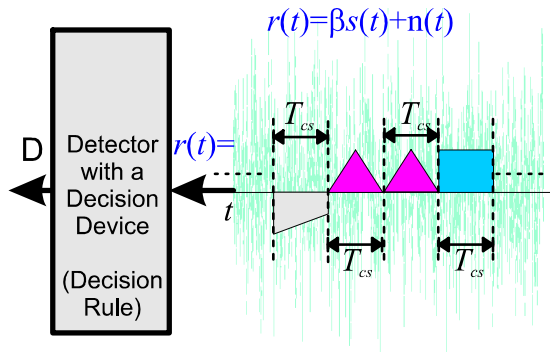 r(t)=βs(t)+n(t)
T_cs T_cs
D
Detector
with a
Decision
Device
(Decision
Rule)
r(t)=
t
T_cs T_cs